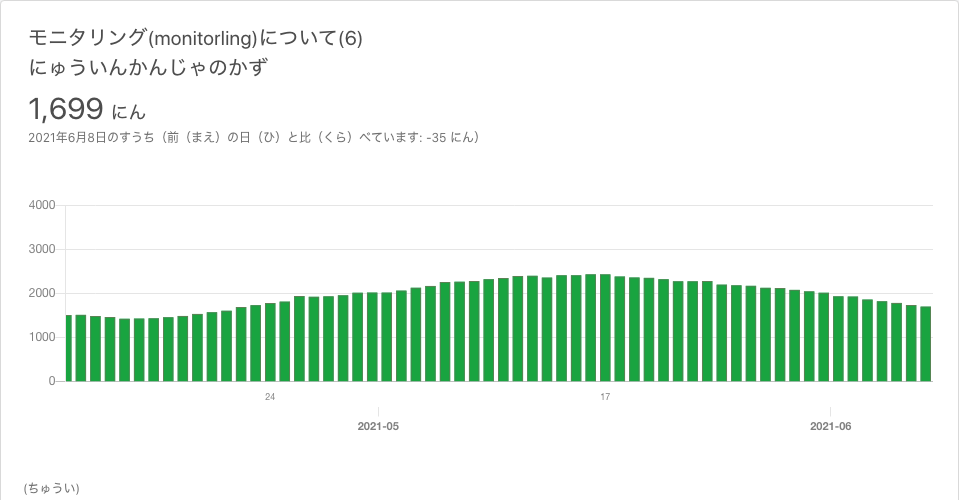 モニタリング(monitorling)について(6)
にゅういんかんじゃのかず
1,699 にん
2021年6月8日のすうち（前（まえ）の日（ひ）と比（くら）べています: -35 にん）
4000
3000
2000
1000
0
24
17
2021-05
2021-06
(ちゅうい)